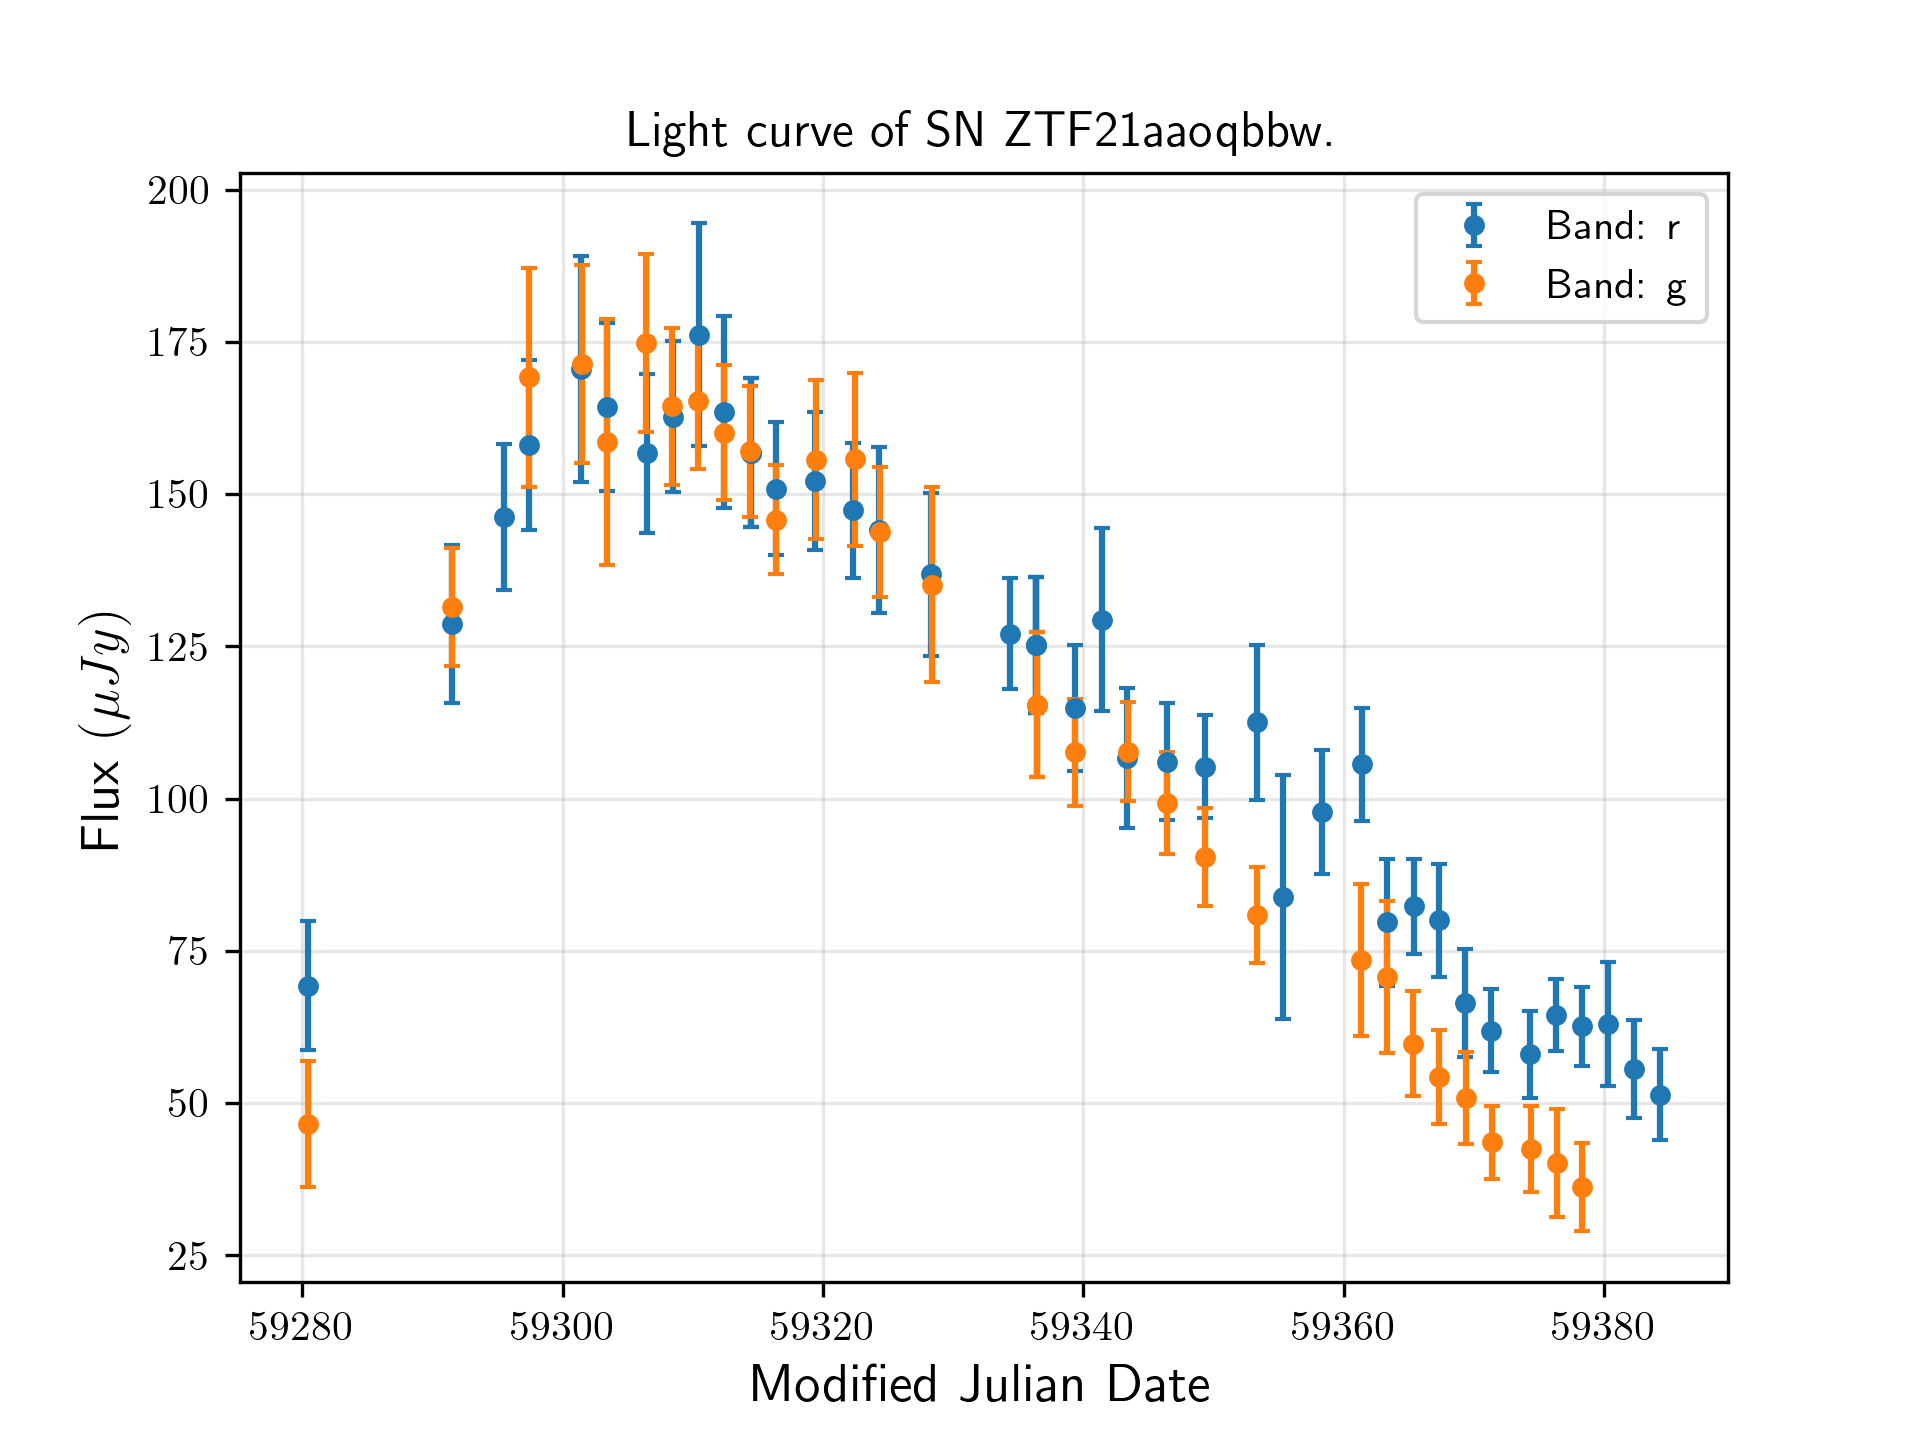 Light curve of SN ZTF21aaoqbbw.
200
175
150
125
100
75
50
25
Flux (μJy)
Band: r
Band: g
59280 59300 59320 59340 59360 59380
Modified Julian Date